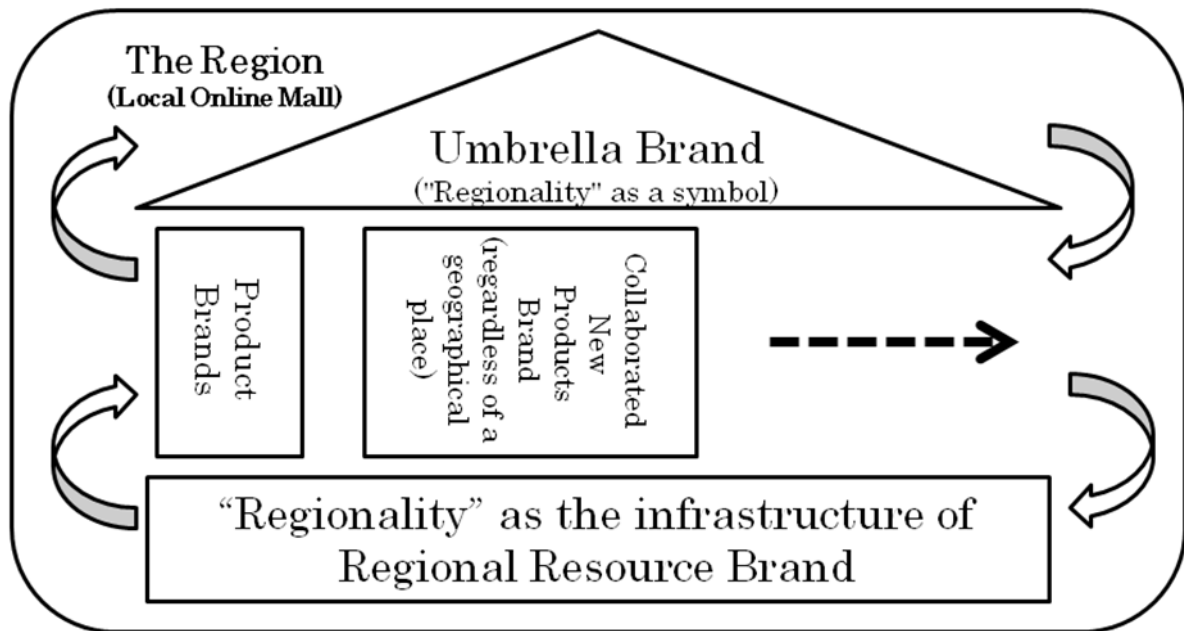 The Region
(Local Online Mall)
Umbrella Brand
("Regionality" as a symbol)
Product
Brands
Collaborated
New
Products
Brand
(regardless of a
geographical
place)
“Regionality” as the infrastructure of
Regional Resource Brand